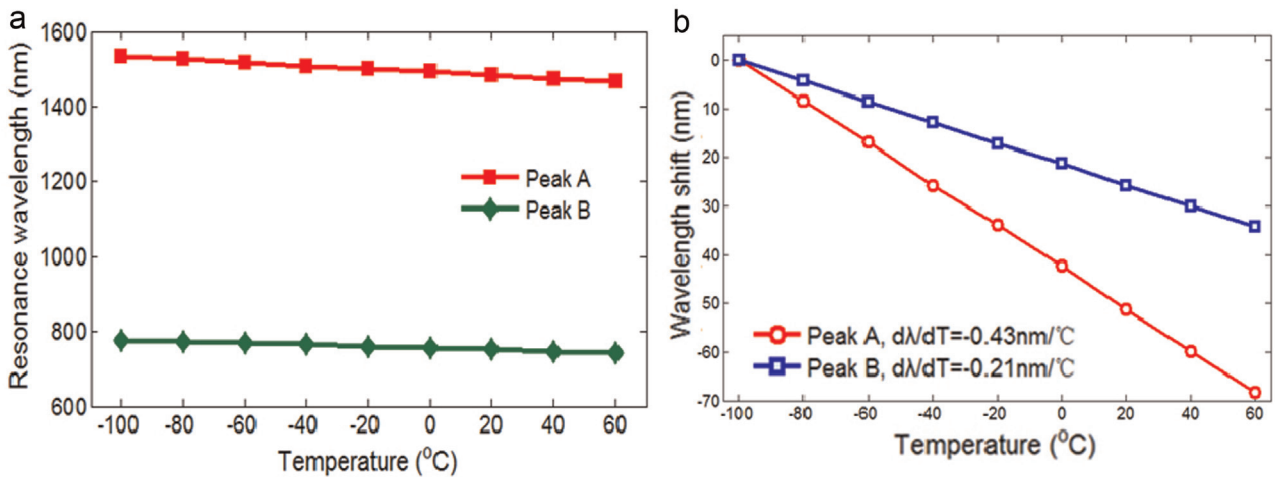 a
1600
1400
1200
1000
800
600
-100 -80 -60 -40 -20 0 20 40 60
Resonance wavelength (nm)
Temperature (⁰C)
Peak A
Peak B
b
0
10
20
30
40
50
-60
-70
-100 -80 -60 -40 -20 0 20 40 60
Wavelength shift (nm)
Temperature (⁰C)
Peak A, dλ/dT=-0.43nm/℃
Peak B, dλ/dT=-0.21nm/℃